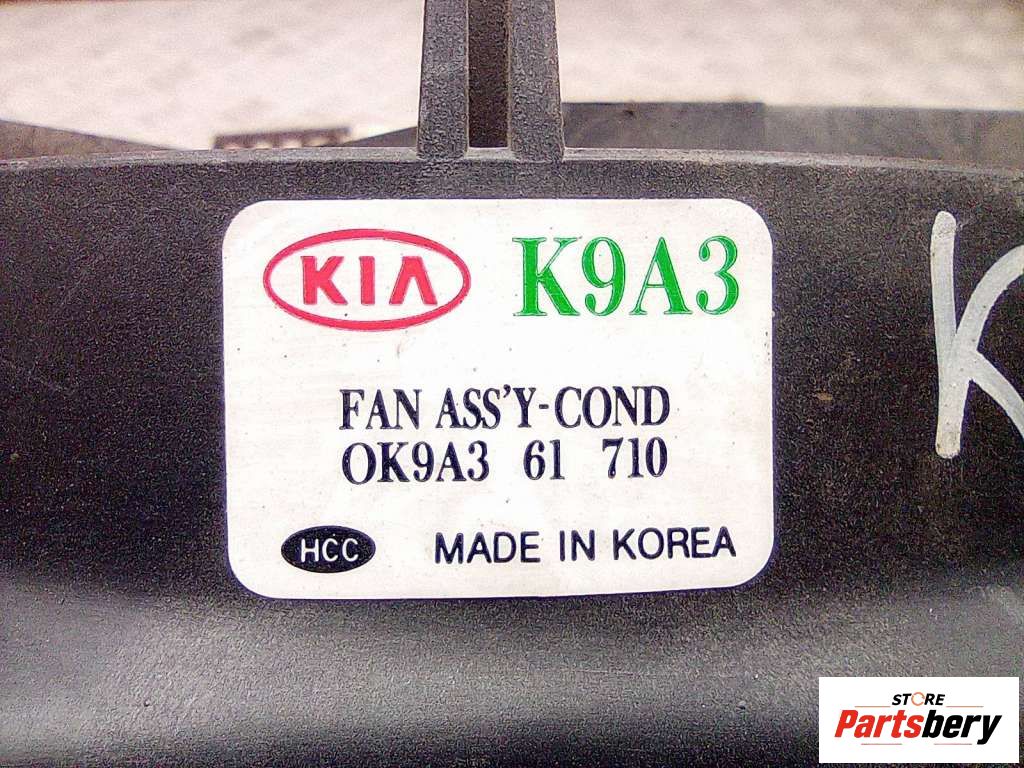 KIA K9A3
FAN ASS'Y-COND
OK9A3 61 710
HCC MADE IN KOREA
K
STORE
Partsbery